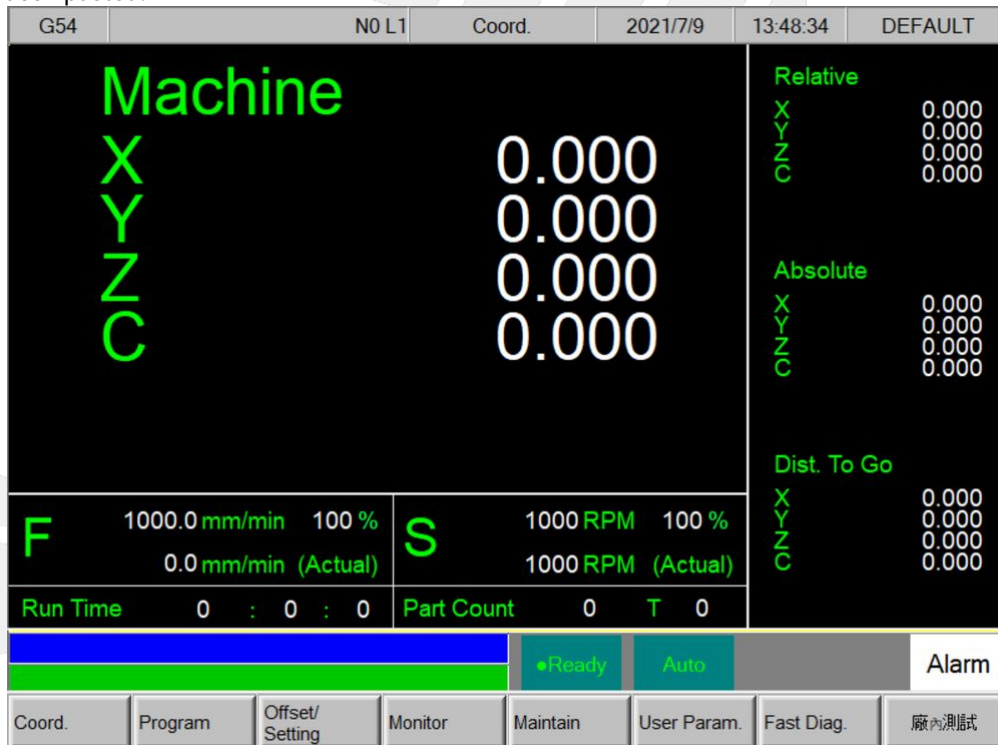 G54 N0 L1 Coord. 2021/7/9 13:48:34 DEFAULT
Machine
X 0.000
Y 0.000
Z 0.000
C 0.000
Relative
X 0.000
Y 0.000
Z 0.000
C 0.000
Absolute
X 0.000
Y 0.000
Z 0.000
C 0.000
Dist. To Go
X 0.000
Y 0.000
Z 0.000
C 0.000
F 1000.0 mm/min 100 %
0.0 mm/min (Actual)
S 1000 RPM 100 %
1000 RPM (Actual)
Run Time 0 : 0 : 0
Part Count 0 T 0
●Ready Auto Alarm
Coord. Program Offset/ Setting Monitor Maintain User Param. Fast Diag. 廠內測試